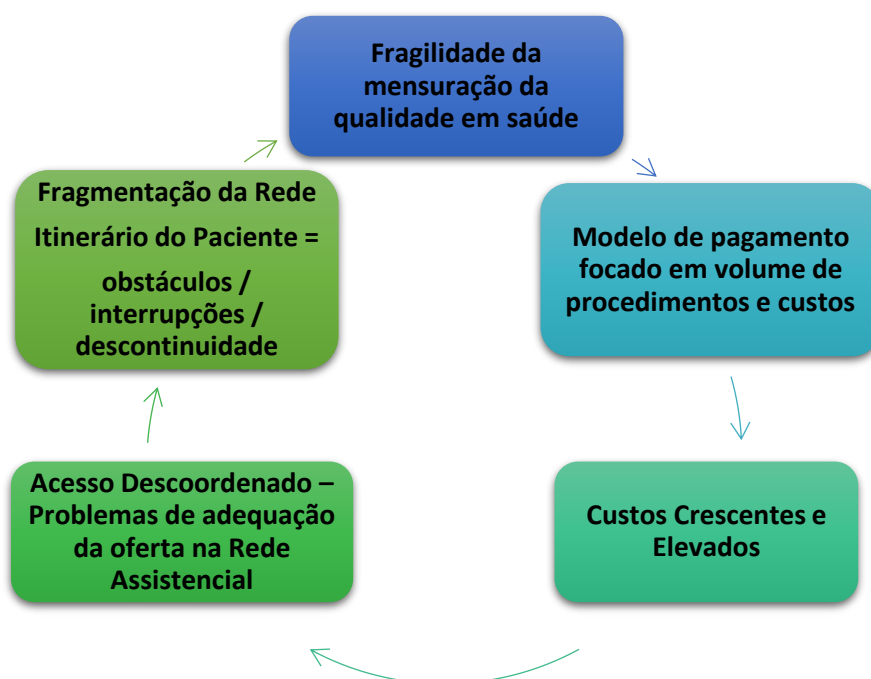 Fragilidade da
mensuração da
qualidade em saúde
Modelo de pagamento
focado em volume de
procedimentos e custos
Custos Crescentes e
Elevados
Acesso Descoordenado –
Problemas de adequação
da oferta na Rede
Assistencial
Fragmentação da Rede
Itinerário do Paciente =
obstáculos /
interrupções /
descontinuidade